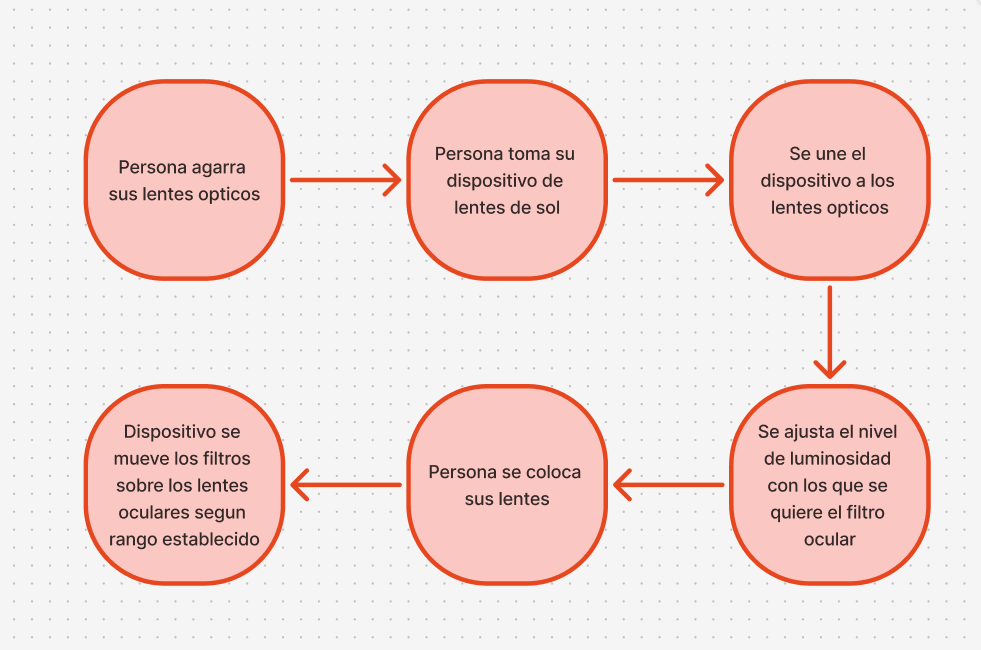 Persona agarra
sus lentes opticos
Persona toma su
dispositivo de
lentes de sol
Se une el
dispositivo a los
lentes opticos
Se ajusta el nivel
de luminosidad
con los que se
quiere el filtro
ocular
Persona se coloca
sus lentes
Dispositivo se
mueve los filtros
sobre los lentes
oculares segun
rango establecido